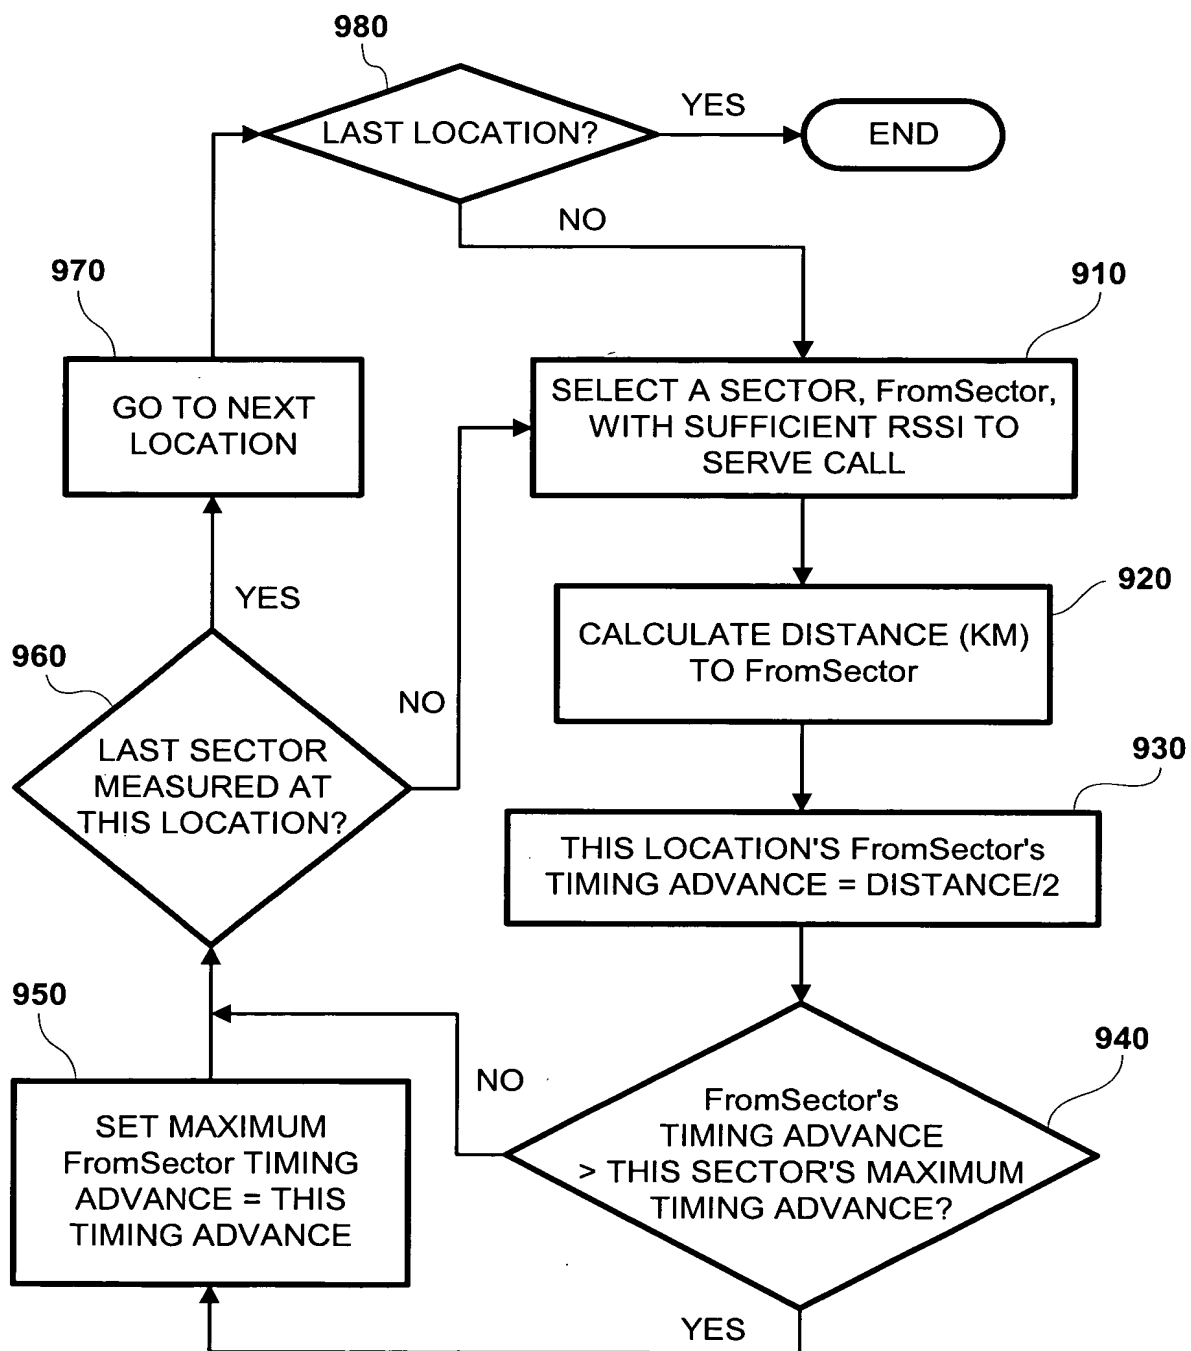 980
LAST LOCATION?
YES
END
NO
970
GO TO NEXT
LOCATION
910
SELECT A SECTOR, FromSector,
WITH SUFFICIENT RSSI TO
SERVE CALL
920
CALCULATE DISTANCE (KM)
TO FromSector
930
THIS LOCATION'S FromSector's
TIMING ADVANCE = DISTANCE/2
940
FromSector's
TIMING ADVANCE
> THIS SECTOR'S MAXIMUM
TIMING ADVANCE?
NO
YES
950
SET MAXIMUM
FromSector TIMING
ADVANCE = THIS
TIMING ADVANCE
960
LAST SECTOR
MEASURED AT
THIS LOCATION?
YES
NO